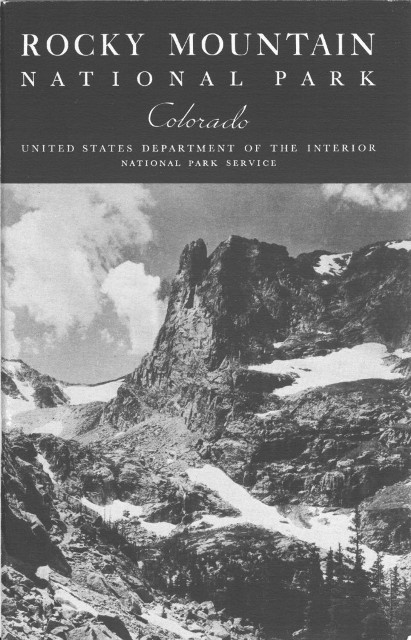 ROCKY MOUNTAIN
NATIONAL PARK
Colorado
UNITED STATES DEPARTMENT OF THE INTERIOR
NATIONAL PARK SERVICE